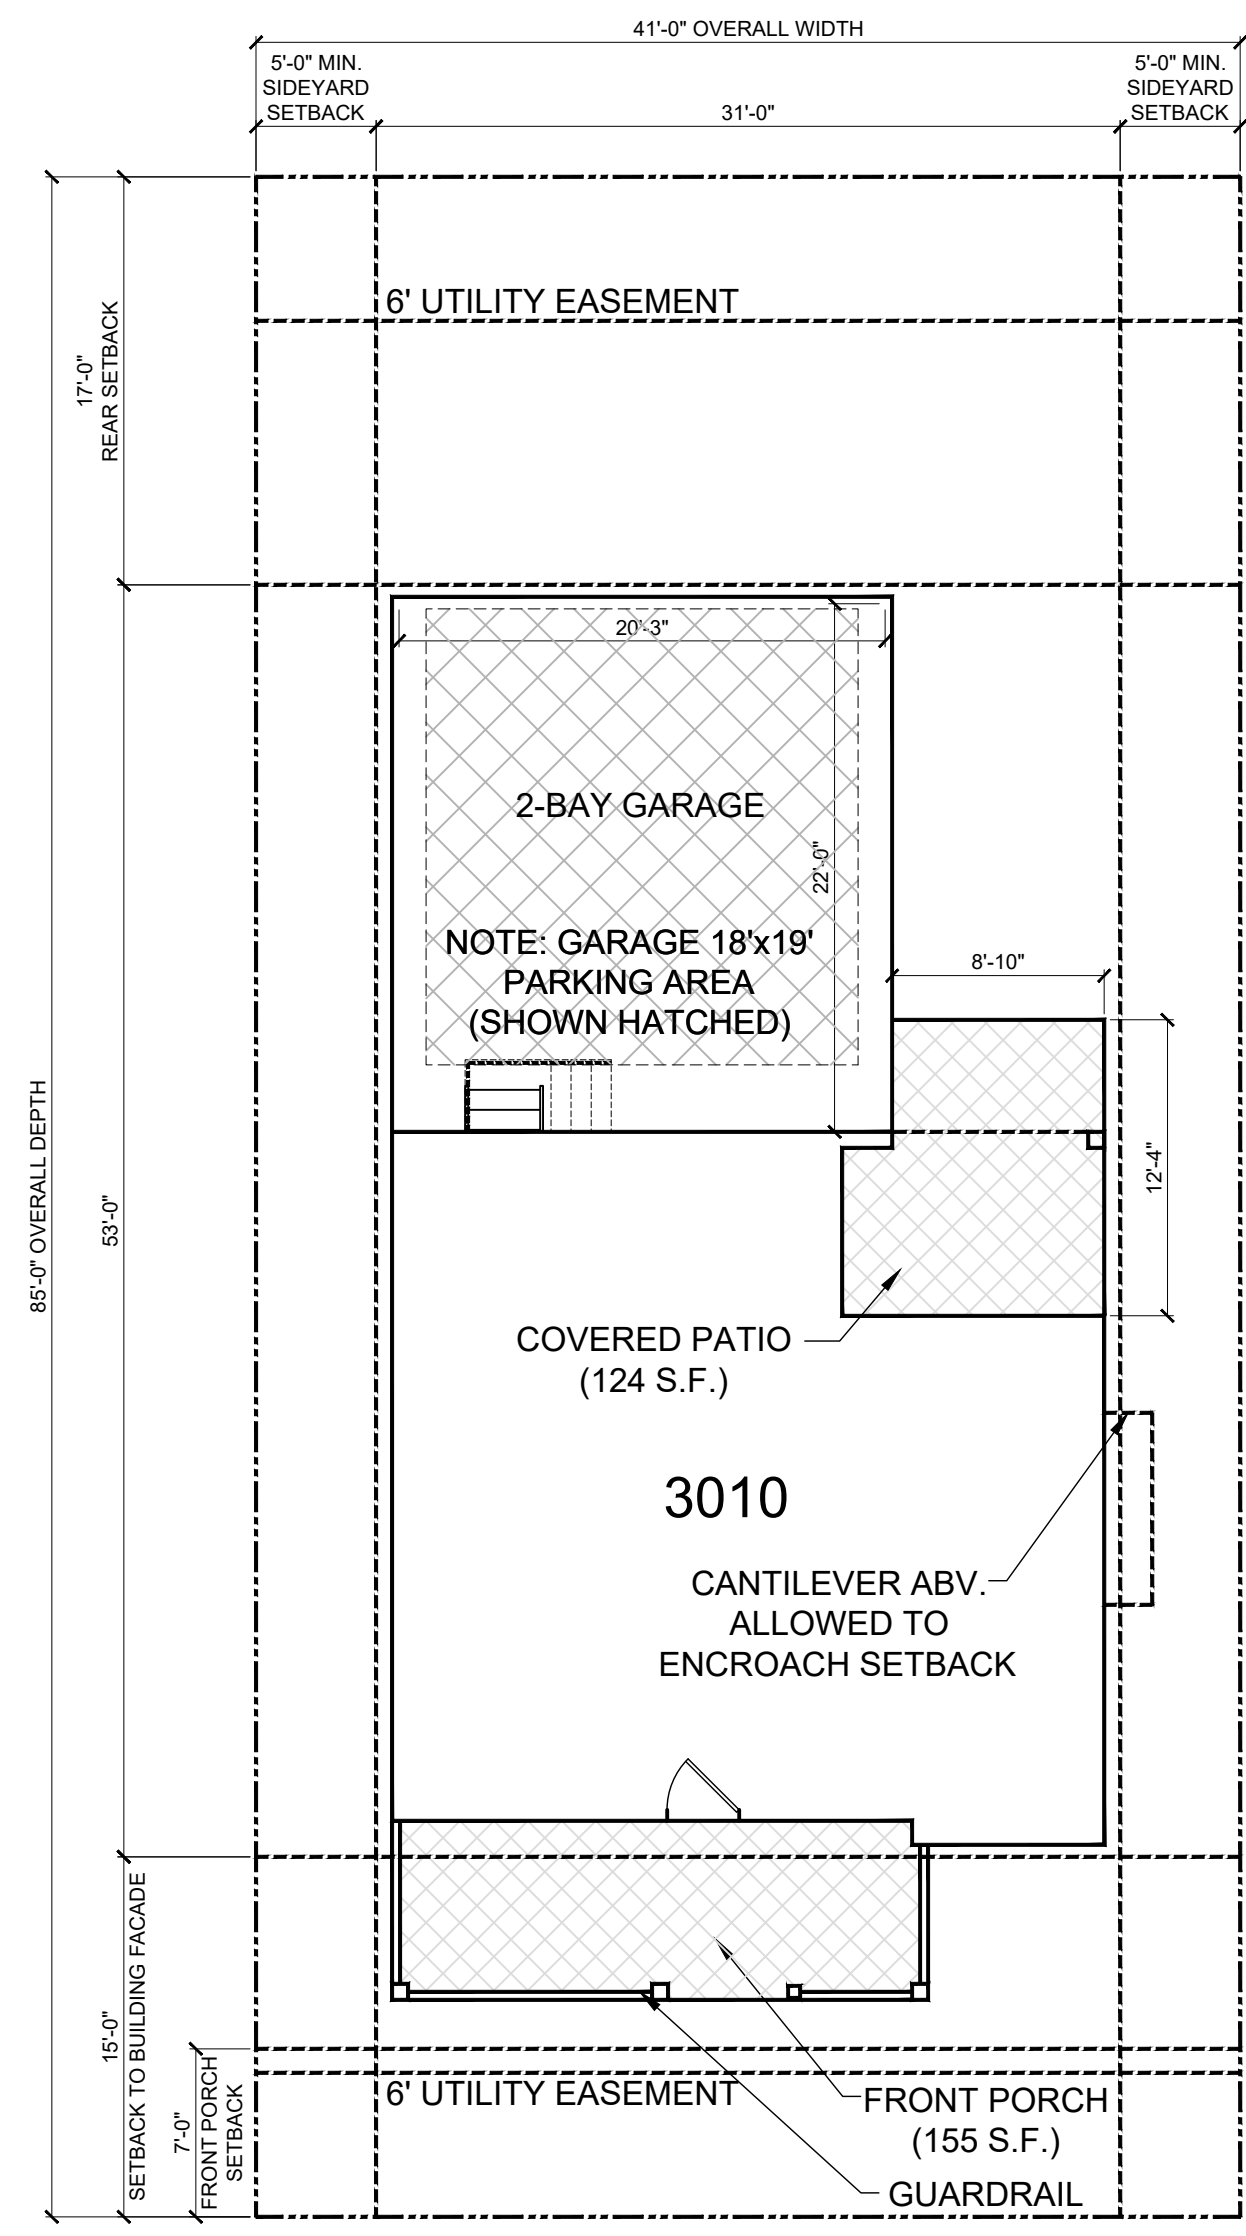 41'-0" OVERALL WIDTH
5'-0" MIN.
SIDEYARD
SETBACK
31'-0"
5'-0" MIN.
SIDEYARD
SETBACK
6' UTILITY EASEMENT
17'-0"
REAR SETBACK
20'-3"
2-BAY GARAGE
22'-0"
NOTE: GARAGE 18'x19'
PARKING AREA
(SHOWN HATCHED)
8'-10"
12'-4"
85'-0" OVERALL DEPTH
53'-0"
COVERED PATIO
(124 S.F.)
3010
CANTILEVER ABV.
ALLOWED TO
ENCROACH SETBACK
15'-0"
SETBACK TO BUILDING FACADE
7'-0"
FRONT PORCH
SETBACK
6' UTILITY EASEMENT
FRONT PORCH
(155 S.F.)
GUARDRAIL